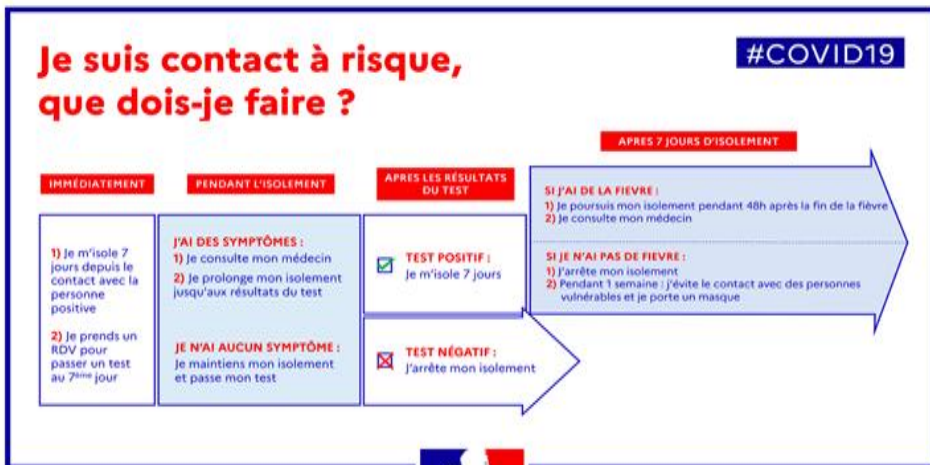 Je suis contact à risque,
que dois-je faire ?
#COVID19
IMMÉDIATEMENT
1) Je m'isole 7
jours depuis le
contact avec la
personne
positive
2) Je prends un
RDV pour
passer un test
au 7ème jour
PENDANT L'ISOLEMENT
J'AI DES SYMPTÔMES :
1) Je consulte mon médecin
2) Je prolonge mon isolement
jusqu'aux résultats du test
JE N'AI AUCUN SYMPTÔME :
Je maintiens mon isolement
et passe mon test
APRES LES RÉSULTATS
DU TEST
TEST POSITIF :
Je m'isole 7 jours
TEST NÉGATIF :
J'arrête mon isolement
APRES 7 JOURS D'ISOLEMENT
SI J'AI DE LA FIEVRE :
1) Je poursuis mon isolement pendant 48h après la fin de la fièvre
2) Je consulte mon médecin
SI JE N'AI PAS DE FIEVRE :
1) J'arrête mon isolement
2) Pendant 1 semaine : j'évite le contact avec des personnes
vulnérables et je porte un masque